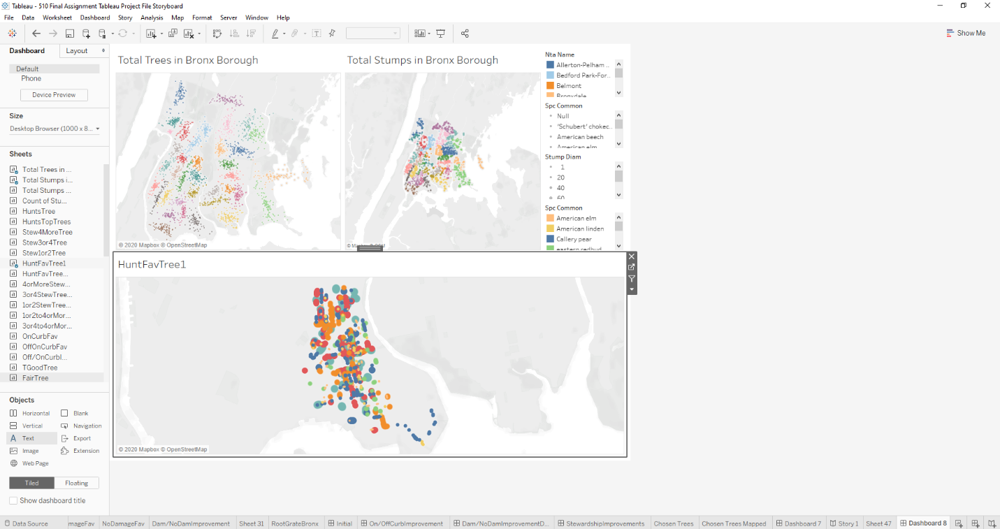 Tableau - 510 Final Assignment Tableau Project File Storyboard
File Data Worksheet Dashboard Story Analysis Map Format Server Window Help
Show Me
Dashboard Layout
Default
Phone
Device Preview
Size
Desktop Browser (1000 x 8...
Sheets
Total Trees in ...
Total Stumps i...
Total Stumps ...
Count of Stu...
HuntsTree
HuntsTopTrees
Stew4MoreTree
Stew3or4Tree
Stew1or2Tree
HuntFavTree1
HuntFavTree...
4orMoreStew...
3or4StewTree...
1or2StewTree...
1or2to4orMor...
3or4to4orMor...
OnCurbFav
OffOnCurbFav
Off/OnCurbI...
TGoodTree
FairTree
Objects
Horizontal Blank
Vertical Navigation
A Text Export
Image Extension
Web Page
Tiled Floating
Show dashboard title
Total Trees in Bronx Borough
© 2020 Mapbox © OpenStreetMap
Total Stumps in Bronx Borough
© Mapbox © OSM
Nta Name
Allerton-Pelham ..
Bedford Park-For..
Belmont
Bronxdale
Spc Common
Null
'Schubert' chokec..
American beech
American elm
Stump Diam
1
20
40
60
Spc Common
American elm
American linden
Callery pear
eastern redbud
HuntFavTree1
© 2020 Mapbox © OpenStreetMap
Data Source mageFav NoDamageFav Dam/NoDamImprovement Sheet 31 RootGrateBronx Initial On/OffCurbImprovement Dam/NoDamImprovementD... StewardshipImprovements Chosen Trees Chosen Trees Mapped Dashboard 7 Story 1 Sheet 47 Dashboard 8